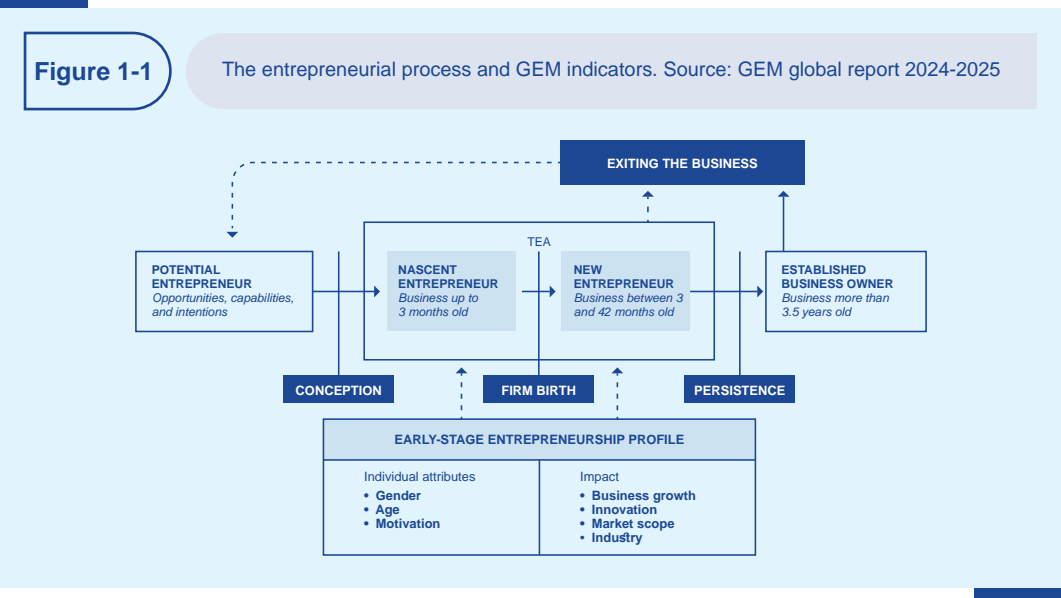 Figure 1-1
The entrepreneurial process and GEM indicators. Source: GEM global report 2024-2025
EXITING THE BUSINESS
TEA
POTENTIAL
ENTREPRENEUR
Opportunities, capabilities,
and intentions
NASCENT
ENTREPRENEUR
Business up to
3 months old
NEW
ENTREPRENEUR
Business between 3
and 42 months old
ESTABLISHED
BUSINESS OWNER
Business more than
3.5 years old
CONCEPTION
FIRM BIRTH
PERSISTENCE
EARLY-STAGE ENTREPRENEURSHIP PROFILE
Individual attributes
• Gender
• Age
• Motivation
Impact
• Business growth
• Innovation
• Market scope
• Industry